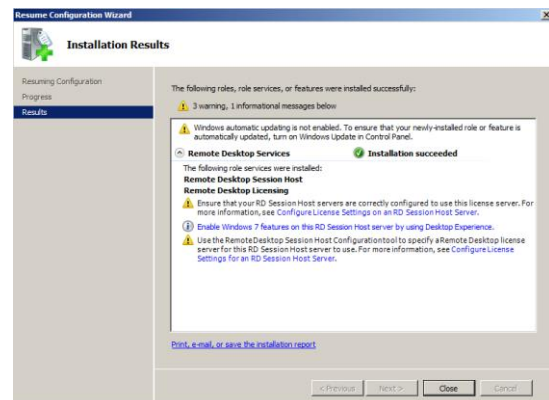 Resume Configuration Wizard
Installation Results
Resuming Configuration
Progress
Results
The following roles, role services, or features were installed successfully:
3 warning, 1 informational messages below
Windows automatic updating is not enabled. To ensure that your newly-installed role or feature is
automatically updated, turn on Windows Update in Control Panel.
Remote Desktop Services Installation succeeded
The following role services were installed:
Remote Desktop Session Host
Remote Desktop Licensing
Ensure that your RD Session Host servers are correctly configured to use this license server. For
more information, see Configure License Settings on an RD Session Host Server.
Enable Windows 7 features on this RD Session Host server by using Desktop Experience.
Use the RemoteDesktop Session Host Configurationtool to specify a Remote Desktop license
server for this RD Session Host server to use. For more information, see Configure License
Settings for an RD Session Host Server.
Print, e-mail, or save the installation report
< Previous Next > Close Cancel